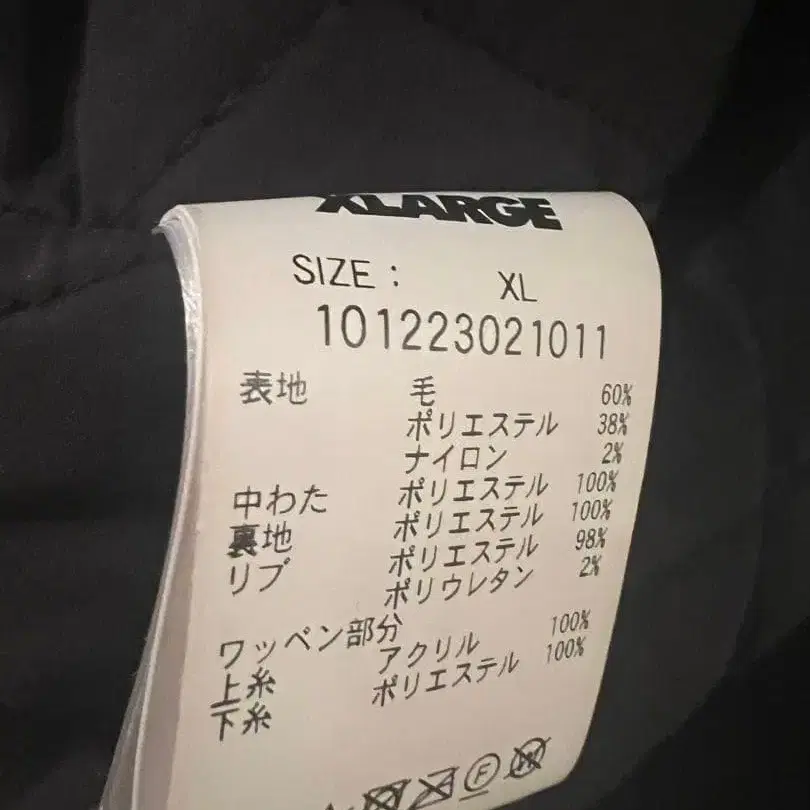 XLARGE
SIZE : XL
101223021011
表地 毛 60%
ポリエステル 38%
ナイロン 2%
中わた ポリエステル 100%
裏地 ポリエステル 100%
リブ ポリエステル 98%
ポリウレタン 2%
ワッペン部分
上糸 アクリル 100%
下糸 ポリエステル 100%
F
W